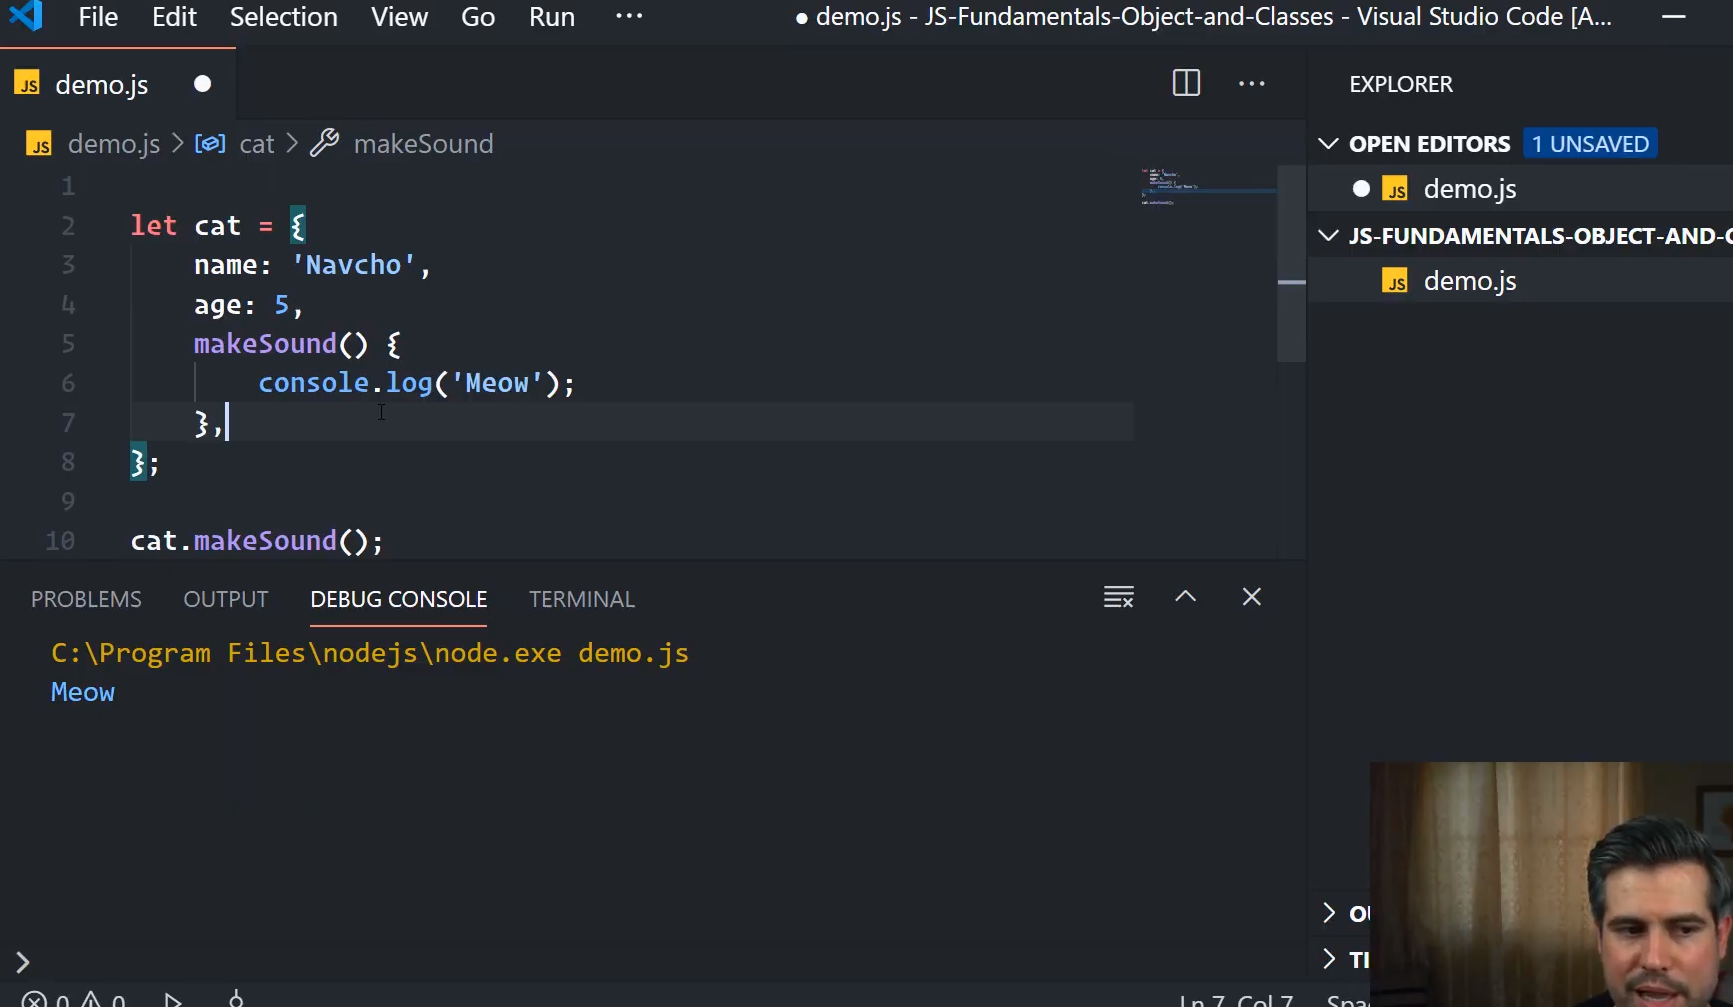 File Edit Selection View Go Run ··· ● demo.js - JS-Fundamentals-Object-and-Classes - Visual Studio Code [A...
JS demo.js ●
JS demo.js > cat > makeSound
1
2 let cat = {
3 name: 'Navcho',
4 age: 5,
5 makeSound() {
6 console.log('Meow');
7 },
8 };
9
10 cat.makeSound();
EXPLORER
OPEN EDITORS 1 UNSAVED
JS demo.js
JS-FUNDAMENTALS-OBJECT-AND-
JS demo.js
PROBLEMS OUTPUT DEBUG CONSOLE TERMINAL
C:\Program Files\nodejs\node.exe demo.js
Meow
0 0 Ln 7, Col 7